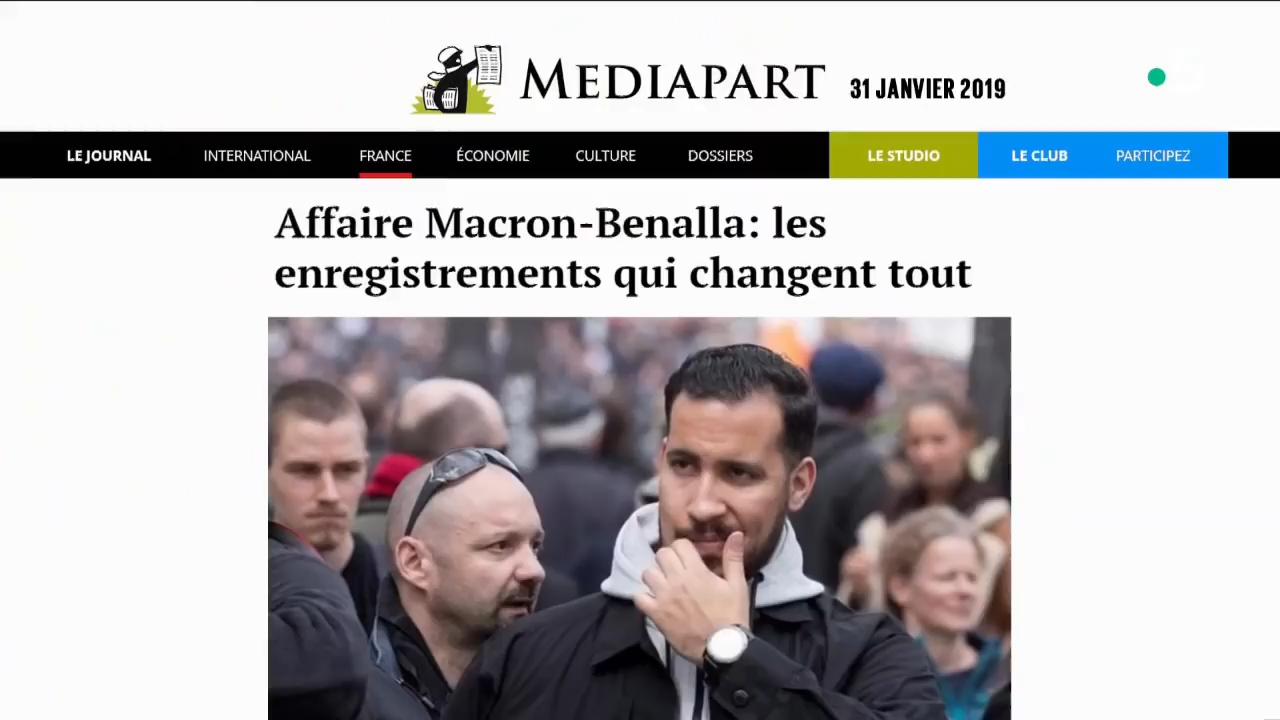 MEDIAPART
31 JANVIER 2019
LE JOURNAL INTERNATIONAL FRANCE ÉCONOMIE CULTURE DOSSIERS LE STUDIO LE CLUB PARTICIPEZ
Affaire Macron-Benalla: les
enregistrements qui changent tout